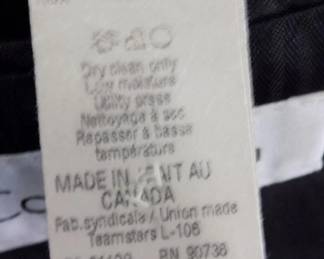 Dry clean only
Low moisture
Utility press
Nettoyage à sec
Repasser à basse
température
MADE IN AU
CANADA
Fab.syndicale / Union made
Teamsters L-106
RN 90736